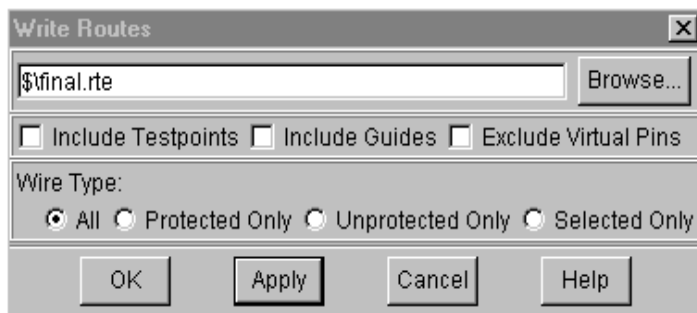 Write Routes
$\final.rte Browse...
Include Testpoints Include Guides Exclude Virtual Pins
Wire Type:
All Protected Only Unprotected Only Selected Only
OK Apply Cancel Help